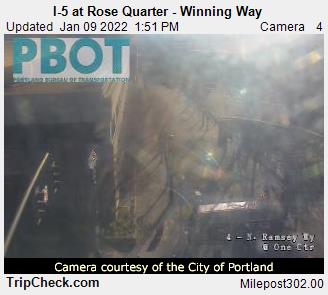 I-5 at Rose Quarter - Winning Way
Updated Jan 09 2022 1:51 PM Camera 4
PBOT
PORTLAND BUREAU OF TRANSPORTATION
4 - N. Ramsey Wy
@ One Ctr
Camera courtesy of the City of Portland
TripCheck.com Milepost302.00